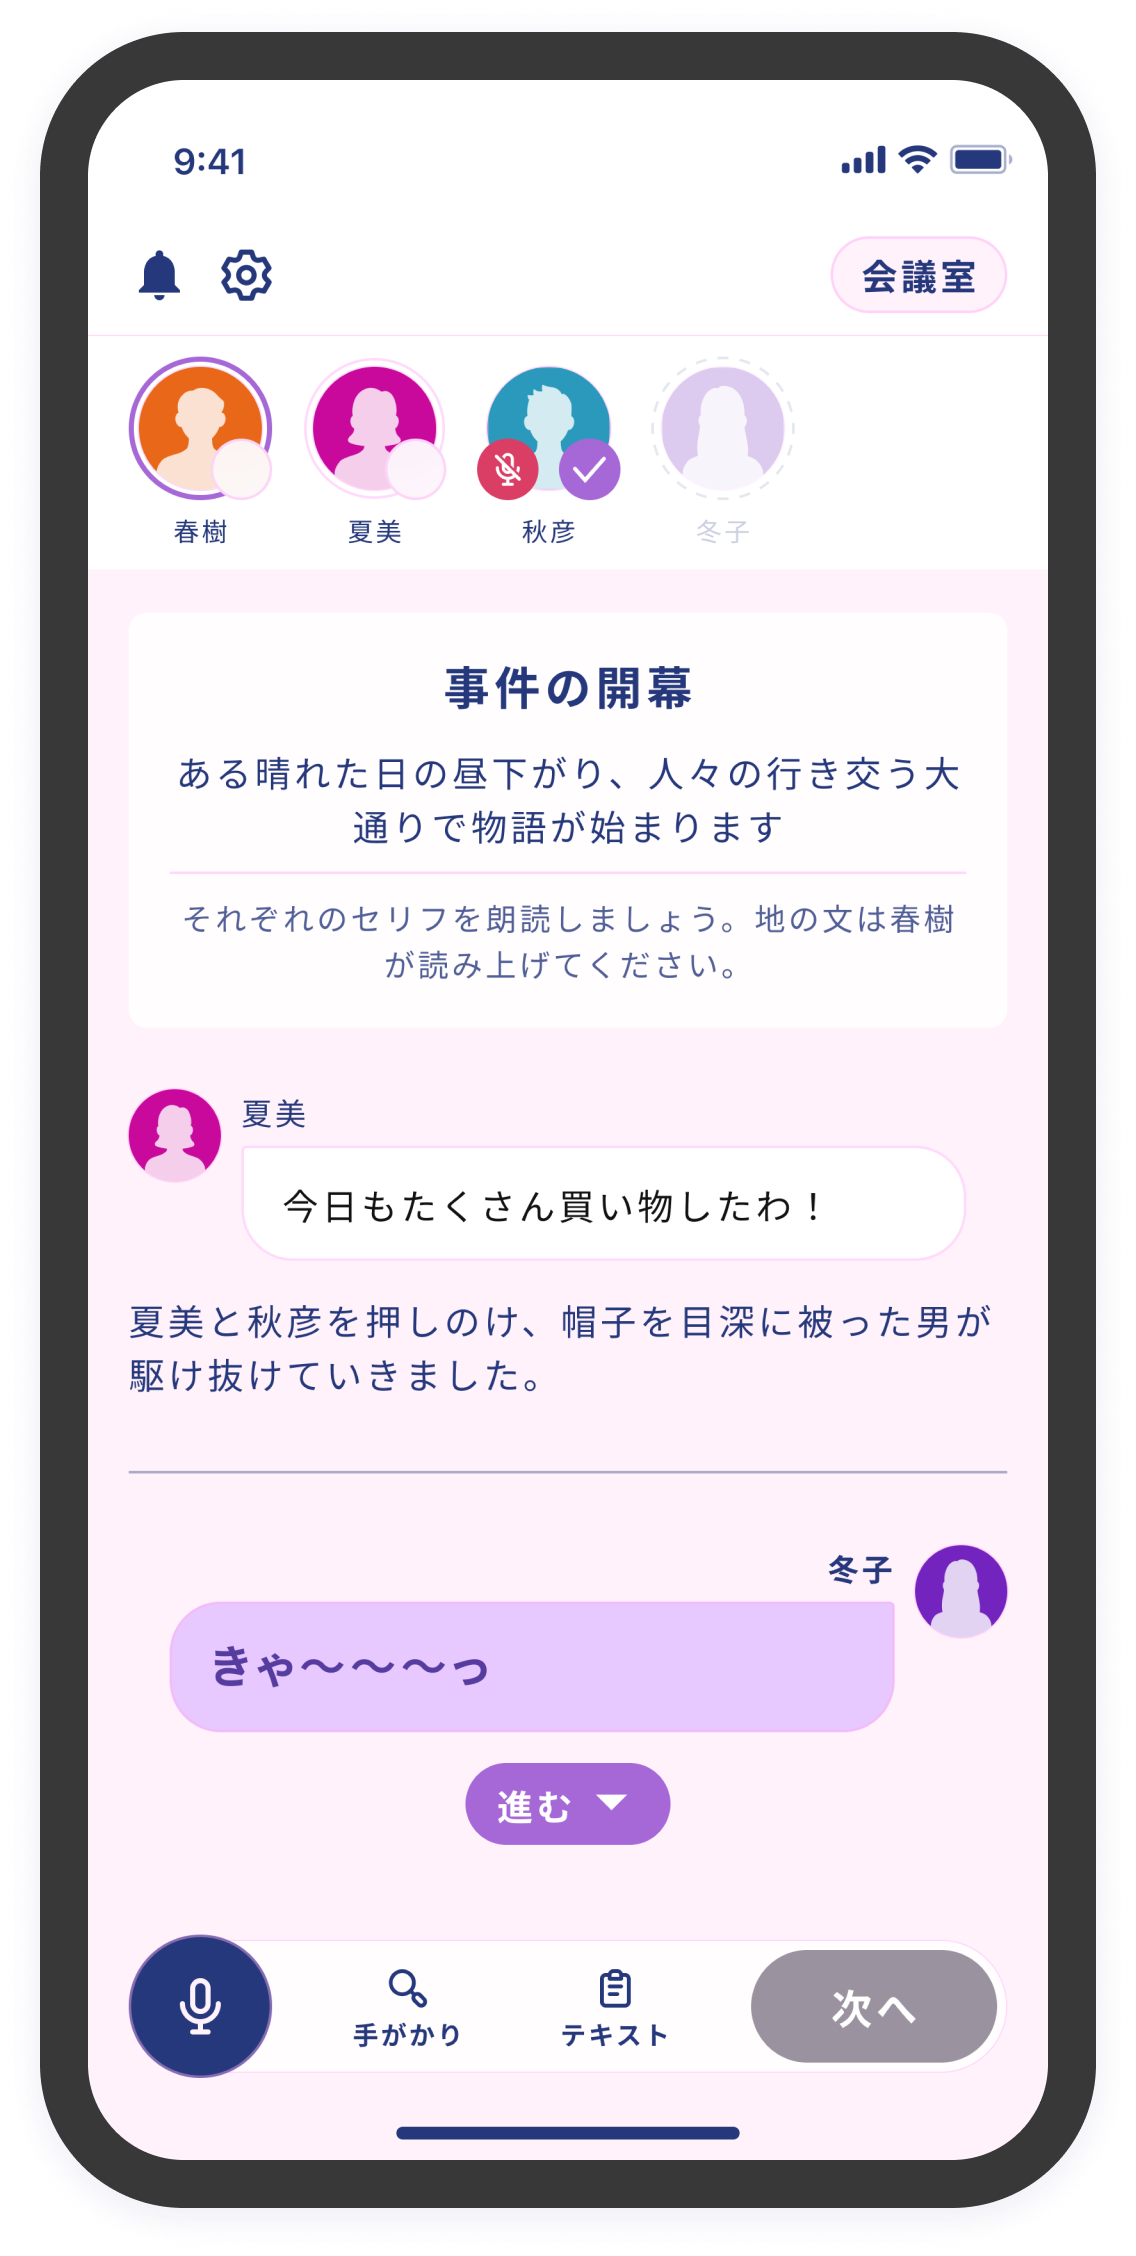 9:41
会議室
春樹
夏美
秋彦
冬子
事件の開幕
ある晴れた日の昼下がり、人々の行き交う大
通りで物語が始まります
それぞれのセリフを朗読しましょう。地の文は春樹
が読み上げてください。
夏美
今日もたくさん買い物したわ！
夏美と秋彦を押しのけ、帽子を目深に被った男が
駆け抜けていきました。
冬子
きゃ〜〜〜っ
進む
手がかり
テキスト
次へ